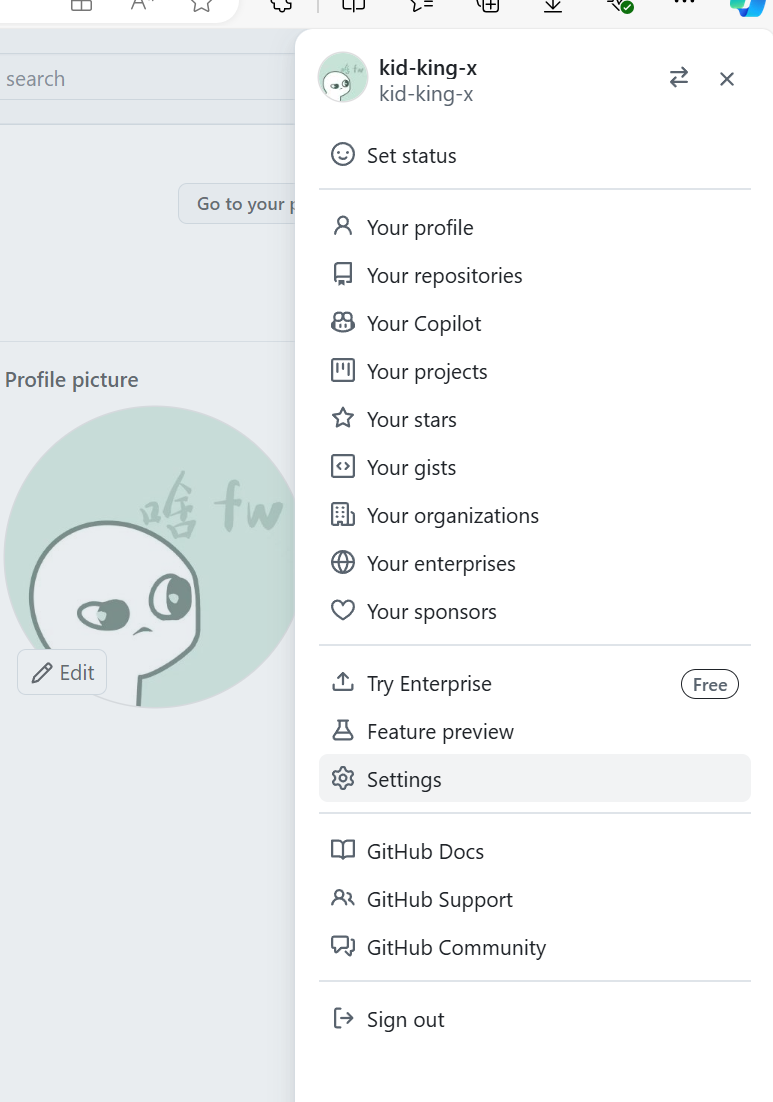 search
kid-king-x
kid-king-x
Set status
Go to your p
Your profile
Your repositories
Your Copilot
Your projects
Profile picture
Your stars
Your gists
啥fw
Your organizations
Your enterprises
Your sponsors
Edit
Try Enterprise
Free
Feature preview
Settings
GitHub Docs
GitHub Support
GitHub Community
Sign out